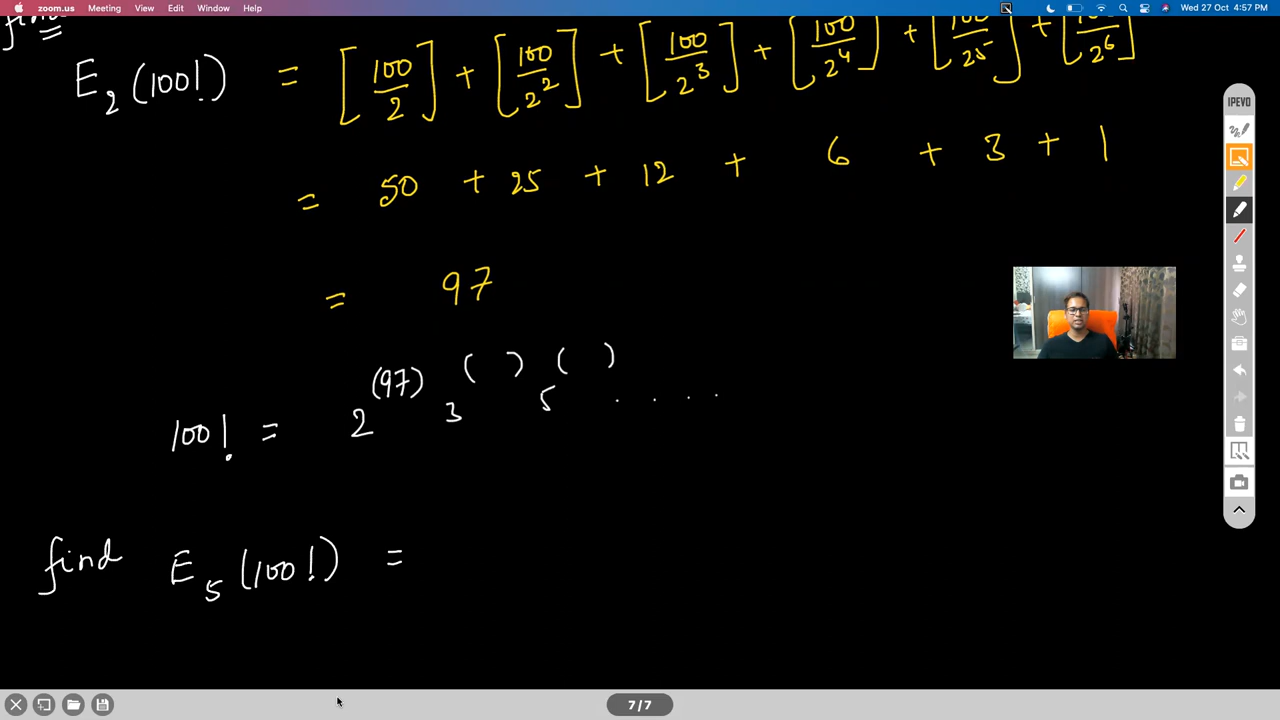 zoom.us Meeting View Edit Window Help Wed 27 Oct 4:57 PM
find
E₂(100!) = [100/2] + [100/2²] + [100/2³] + [100/2⁴] + [100/2⁵] + [100/2⁶]
= 50 + 25 + 12 + 6 + 3 + 1
= 97
100! = 2^(97) 3^( ) 5^( ) . . . .
find E₅(100!) =
IPEVO
7/7